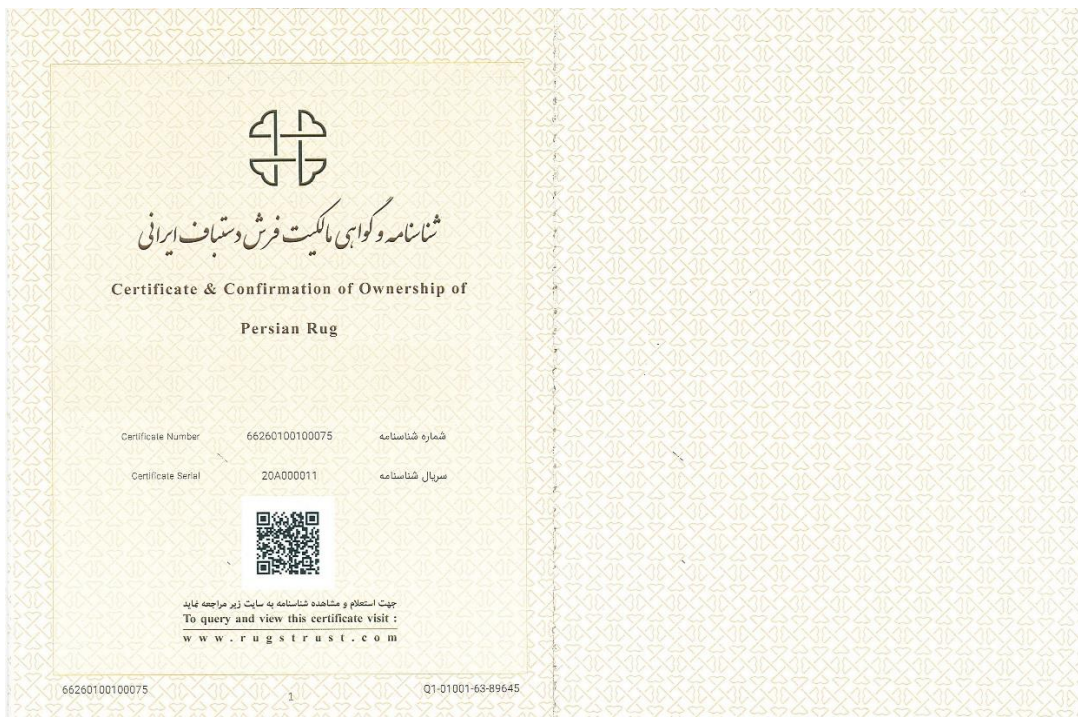 شناسنامه و گواهی مالکیت فرش دستباف ایرانی
Certificate & Confirmation of Ownership of
Persian Rug
Certificate Number 66260100100075 شماره شناسنامه
Certificate Serial 20A000011 سریال شناسنامه
جهت استعلام و مشاهده شناسنامه به سایت زیر مراجعه نماید
To query and view this certificate visit :
www.rugstrust.com
66260100100075 1 Q1-01001-63-89645